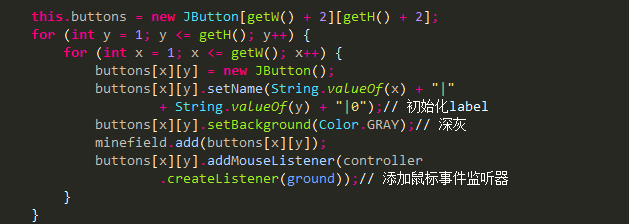 this.buttons = new JButton[getW() + 2][getH() + 2];
for (int y = 1; y <= getH(); y++) {
for (int x = 1; x <= getW(); x++) {
buttons[x][y] = new JButton();
buttons[x][y].setName(String.valueOf(x) + "|"
+ String.valueOf(y) + "|0");// 初始化label
buttons[x][y].setBackground(Color.GRAY);// 深灰
minefield.add(buttons[x][y]);
buttons[x][y].addMouseListener(controller
.createListener(ground));// 添加鼠标事件监听器
}
}